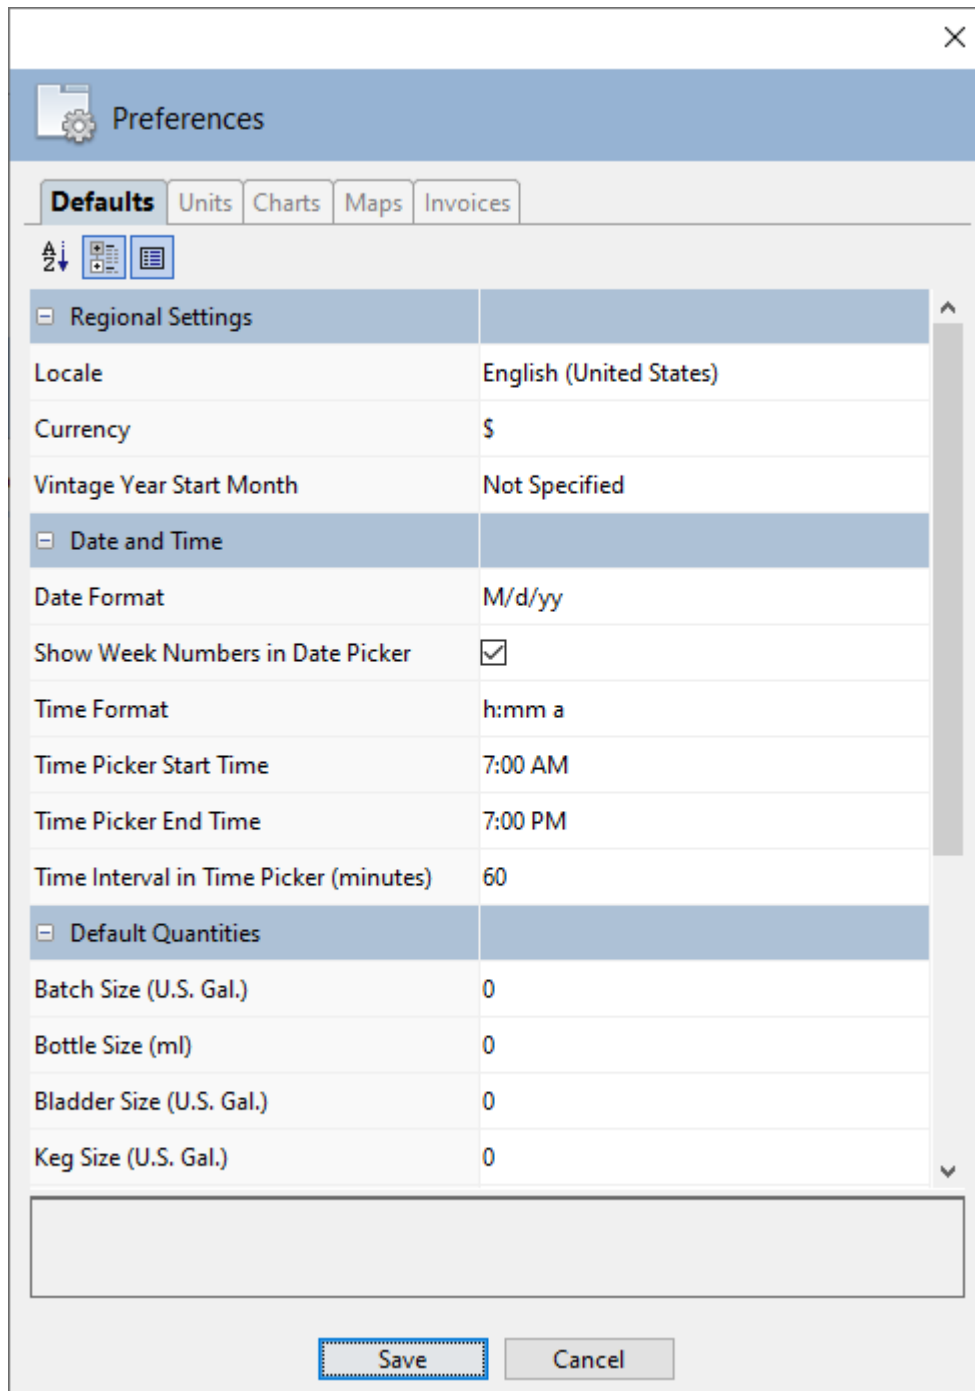 Preferences
Defaults Units Charts Maps Invoices
Regional Settings
Locale English (United States)
Currency $
Vintage Year Start Month Not Specified
Date and Time
Date Format M/d/yy
Show Week Numbers in Date Picker
Time Format h:mm a
Time Picker Start Time 7:00 AM
Time Picker End Time 7:00 PM
Time Interval in Time Picker (minutes) 60
Default Quantities
Batch Size (U.S. Gal.) 0
Bottle Size (ml) 0
Bladder Size (U.S. Gal.) 0
Keg Size (U.S. Gal.) 0
Save Cancel